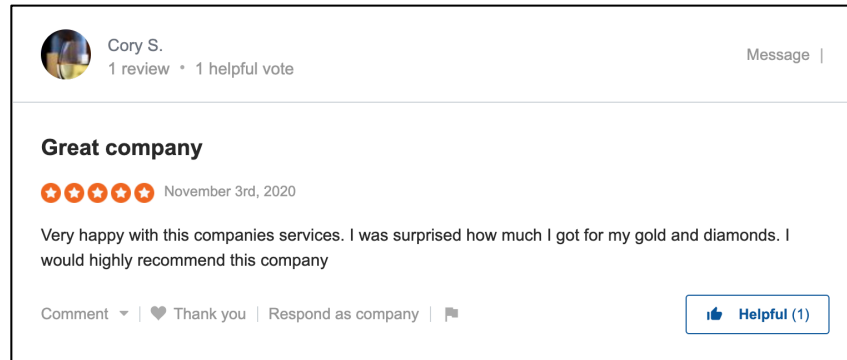 Cory S.
1 review • 1 helpful vote
Message |
Great company
November 3rd, 2020
Very happy with this companies services. I was surprised how much I got for my gold and diamonds. I
would highly recommend this company
Comment | Thank you | Respond as company |
Helpful (1)